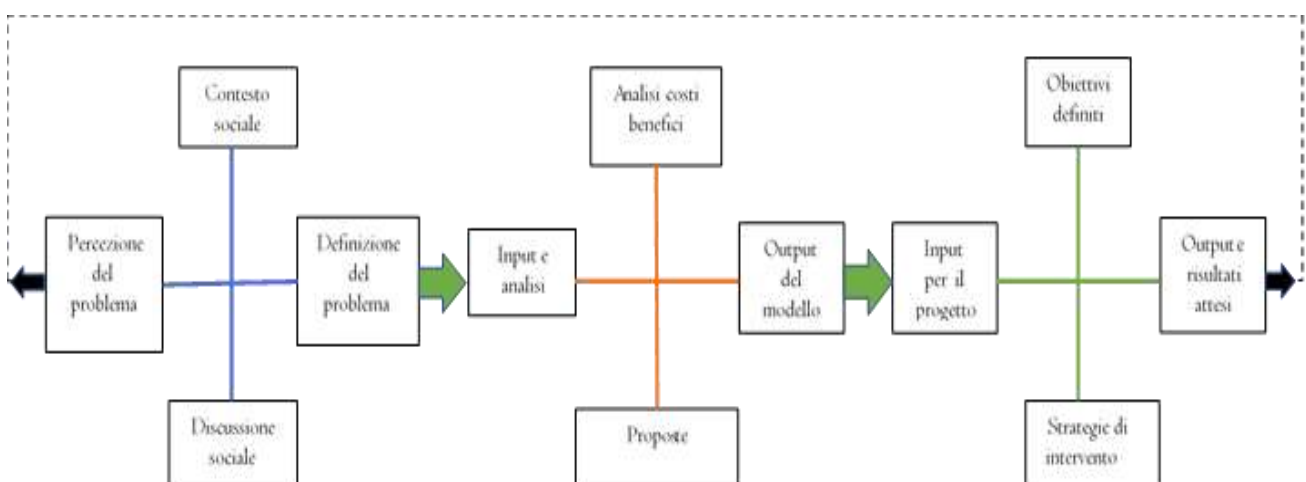 Contesto
sociale
Analisi costi
benefici
Obiettivi
definiti
Percezione
del
problema
Definizione
del
problema
Input e
analisi
Output
del
modello
Input
per il
progetto
Output e
risultati
attesi
Discussione
sociale
Proposte
Strategie di
intervento